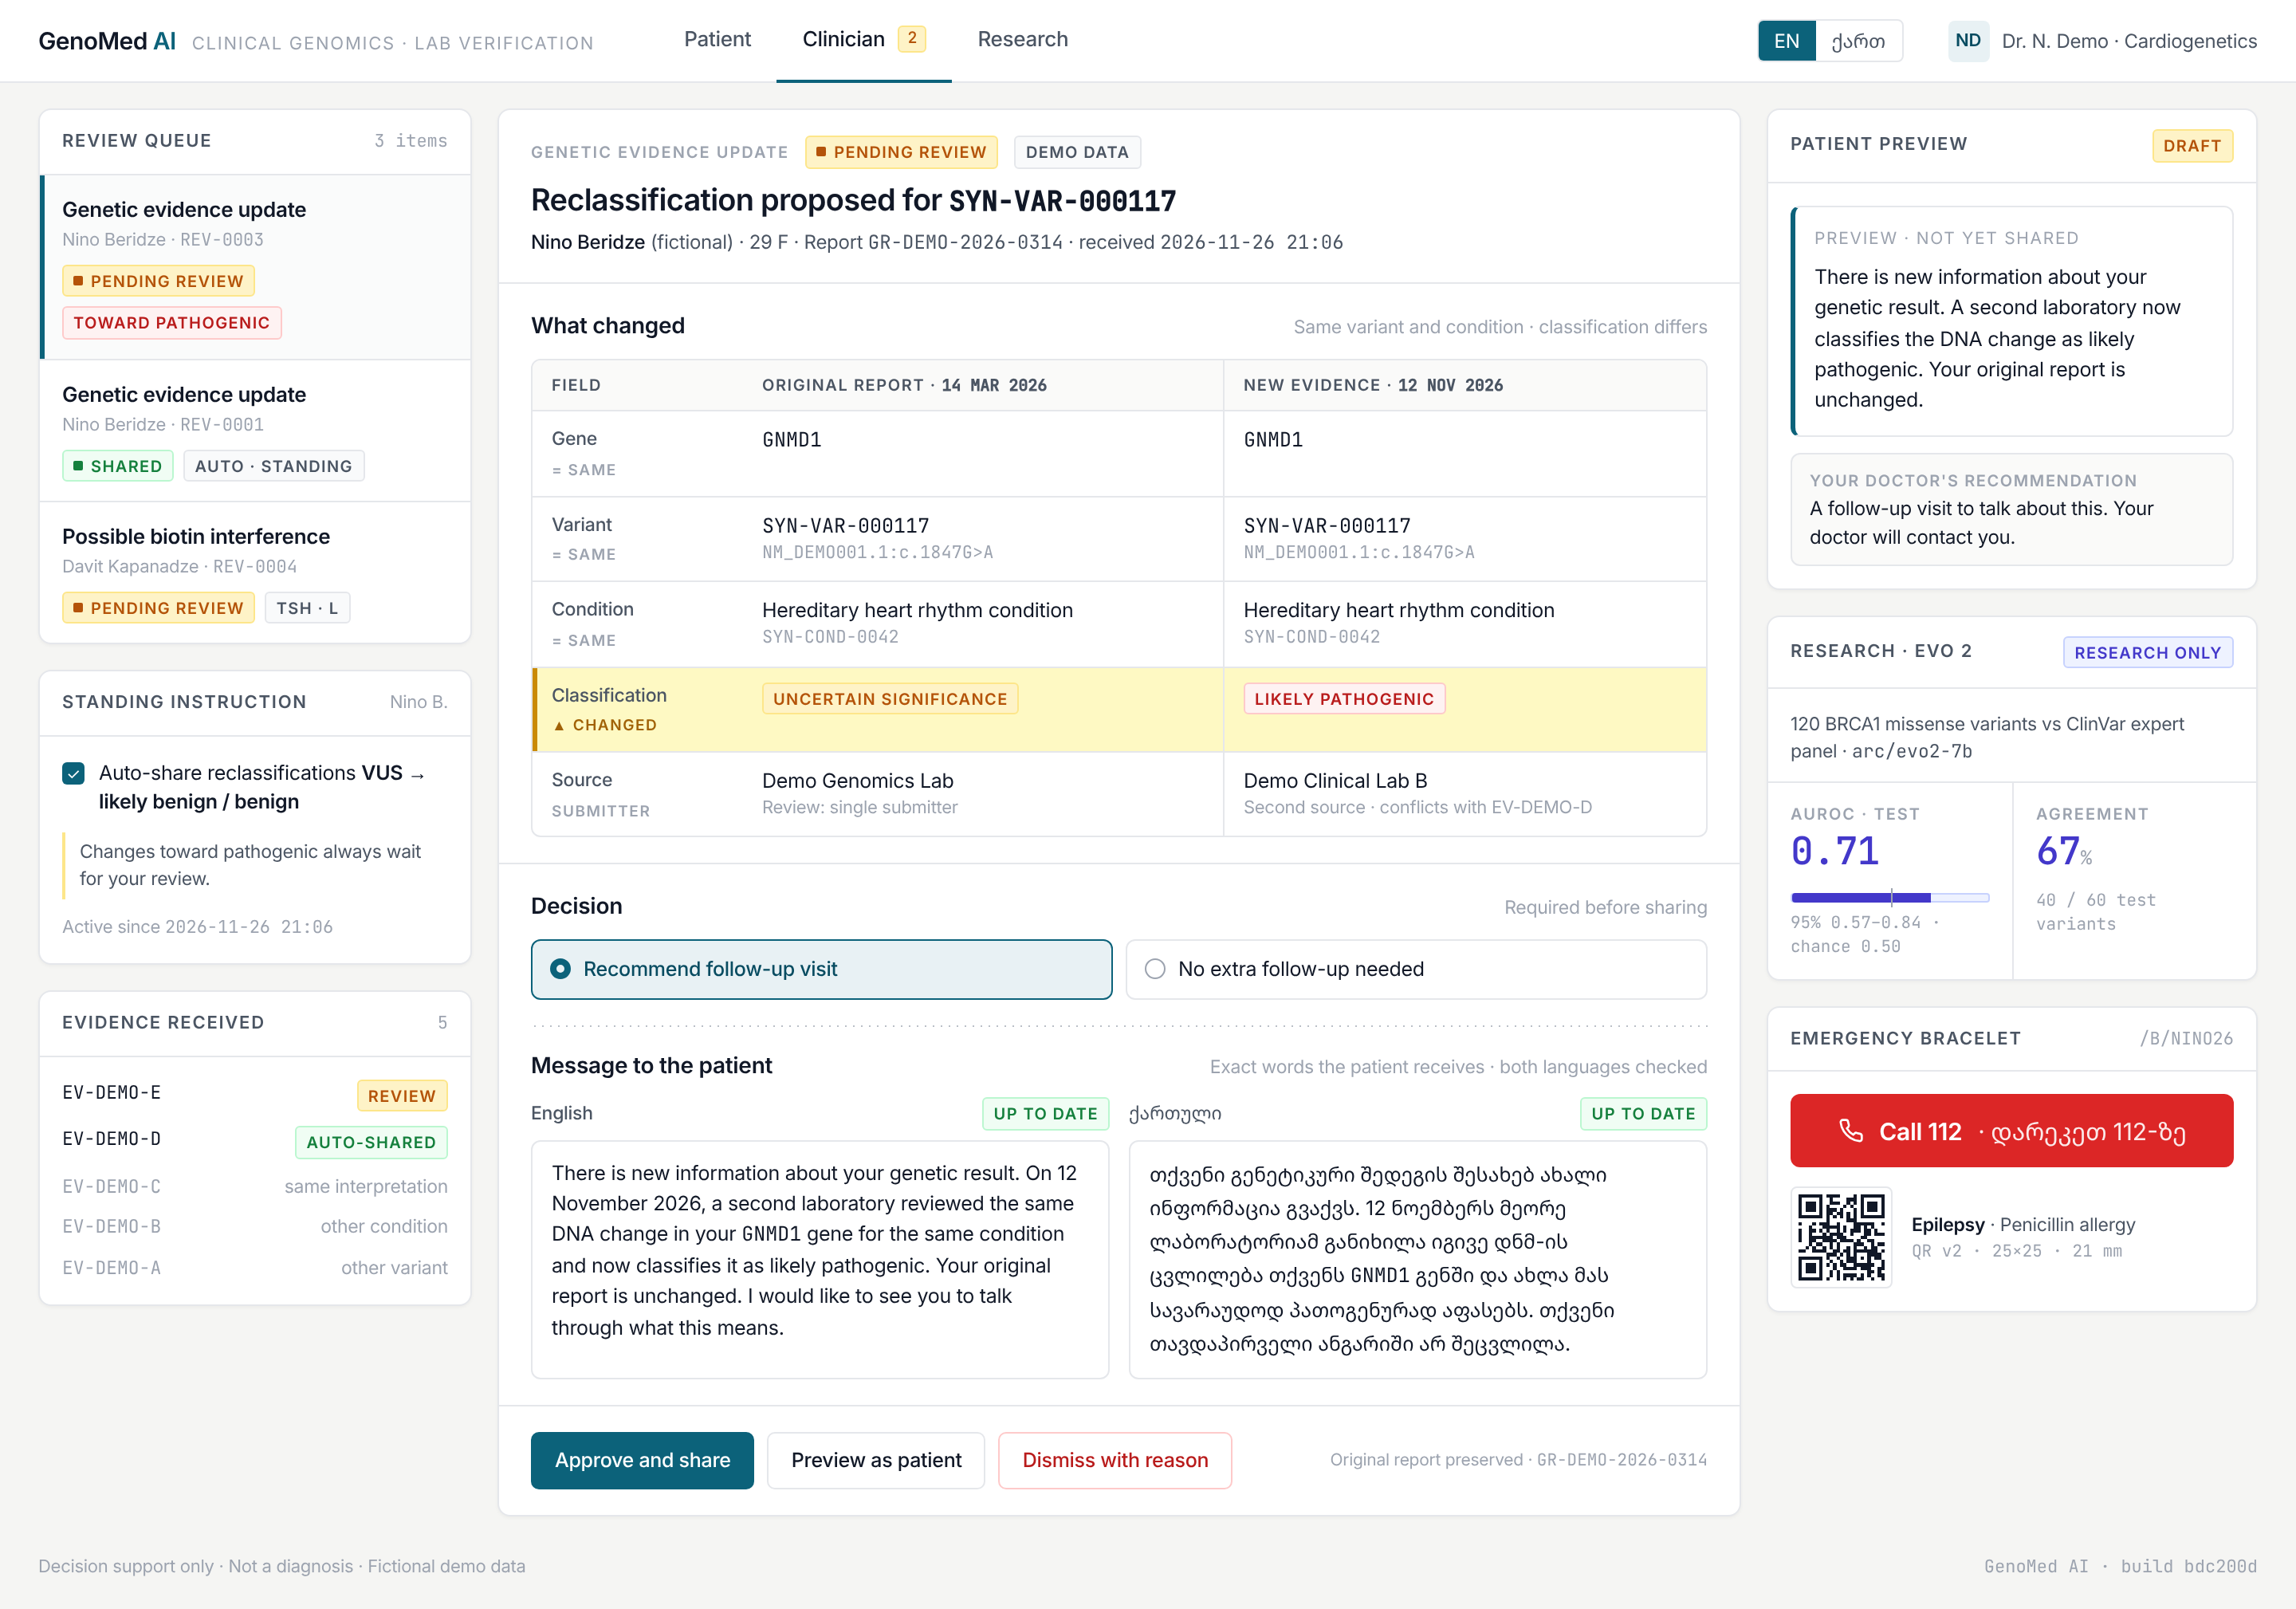 GenoMed AI CLINICAL GENOMICS · LAB VERIFICATION
Patient
Clinician 2
Research
EN ქართ
ND Dr. N. Demo · Cardiogenetics
REVIEW QUEUE 3 items
Genetic evidence update
Nino Beridze · REV-0003
PENDING REVIEW
TOWARD PATHOGENIC
Genetic evidence update
Nino Beridze · REV-0001
SHARED AUTO · STANDING
Possible biotin interference
Davit Kapanadze · REV-0004
PENDING REVIEW TSH · L
STANDING INSTRUCTION Nino B.
Auto-share reclassifications VUS →
likely benign / benign
Changes toward pathogenic always wait
for your review.
Active since 2026-11-26 21:06
EVIDENCE RECEIVED 5
EV-DEMO-E REVIEW
EV-DEMO-D AUTO-SHARED
EV-DEMO-C same interpretation
EV-DEMO-B other condition
EV-DEMO-A other variant
GENETIC EVIDENCE UPDATE PENDING REVIEW DEMO DATA
Reclassification proposed for SYN-VAR-000117
Nino Beridze (fictional) · 29 F · Report GR-DEMO-2026-0314 · received 2026-11-26 21:06
What changed Same variant and condition · classification differs
FIELD ORIGINAL REPORT · 14 MAR 2026 NEW EVIDENCE · 12 NOV 2026
Gene GNMD1 GNMD1
= SAME
Variant SYN-VAR-000117 SYN-VAR-000117
= SAME NM_DEMO001.1:c.1847G>A NM_DEMO001.1:c.1847G>A
Condition Hereditary heart rhythm condition Hereditary heart rhythm condition
= SAME SYN-COND-0042 SYN-COND-0042
Classification UNCERTAIN SIGNIFICANCE LIKELY PATHOGENIC
▲ CHANGED
Source Demo Genomics Lab Demo Clinical Lab B
SUBMITTER Review: single submitter Second source · conflicts with EV-DEMO-D
Decision Required before sharing
Recommend follow-up visit
No extra follow-up needed
Message to the patient Exact words the patient receives · both languages checked
English UP TO DATE
There is new information about your genetic result. On 12
November 2026, a second laboratory reviewed the same
DNA change in your GNMD1 gene for the same condition
and now classifies it as likely pathogenic. Your original
report is unchanged. I would like to see you to talk
through what this means.
ქართული UP TO DATE
თქვენი გენეტიკური შედეგის შესახებ ახალი
ინფორმაცია გვაქვს. 12 ნოემბერს მეორე
ლაბორატორიამ განიხილა იგივე დნმ-ის
ცვლილება თქვენს GNMD1 გენში და ახლა მას
სავარაუდოდ პათოგენურად აფასებს. თქვენი
თავდაპირველი ანგარიში არ შეცვლილა.
Approve and share
Preview as patient
Dismiss with reason
Original report preserved · GR-DEMO-2026-0314
PATIENT PREVIEW DRAFT
PREVIEW · NOT YET SHARED
There is new information about your
genetic result. A second laboratory now
classifies the DNA change as likely
pathogenic. Your original report is
unchanged.
YOUR DOCTOR'S RECOMMENDATION
A follow-up visit to talk about this. Your
doctor will contact you.
RESEARCH · EVO 2 RESEARCH ONLY
120 BRCA1 missense variants vs ClinVar expert
panel · arc/evo2-7b
AUROC · TEST
0.71
95% 0.57–0.84 ·
chance 0.50
AGREEMENT
67%
40 / 60 test
variants
EMERGENCY BRACELET /B/NINO26
Call 112 · დარეკეთ 112-ზე
Epilepsy · Penicillin allergy
QR v2 · 25×25 · 21 mm
Decision support only · Not a diagnosis · Fictional demo data
GenoMed AI · build bdc200d